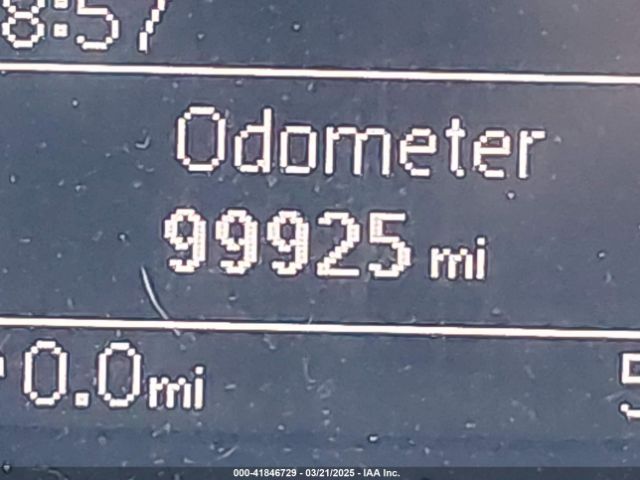 8:57
Odometer
99925 mi
0.0mi
000-41846729 - 03/21/2025 - IAA Inc.